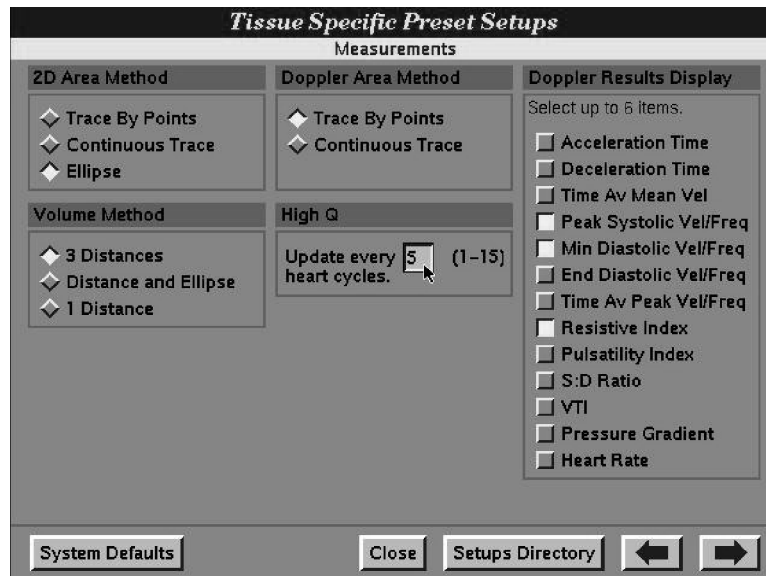 Tissue Specific Preset Setups
Measurements
2D Area Method
Trace By Points
Continuous Trace
Ellipse
Volume Method
3 Distances
Distance and Ellipse
1 Distance
Doppler Area Method
Trace By Points
Continuous Trace
High Q
Update every 5 (1-15)
heart cycles.
Doppler Results Display
Select up to 6 items.
Acceleration Time
Deceleration Time
Time Av Mean Vel
Peak Systolic Vel/Freq
Min Diastolic Vel/Freq
End Diastolic Vel/Freq
Time Av Peak Vel/Freq
Resistive Index
Pulsatility Index
S:D Ratio
VTI
Pressure Gradient
Heart Rate
System Defaults
Close
Setups Directory